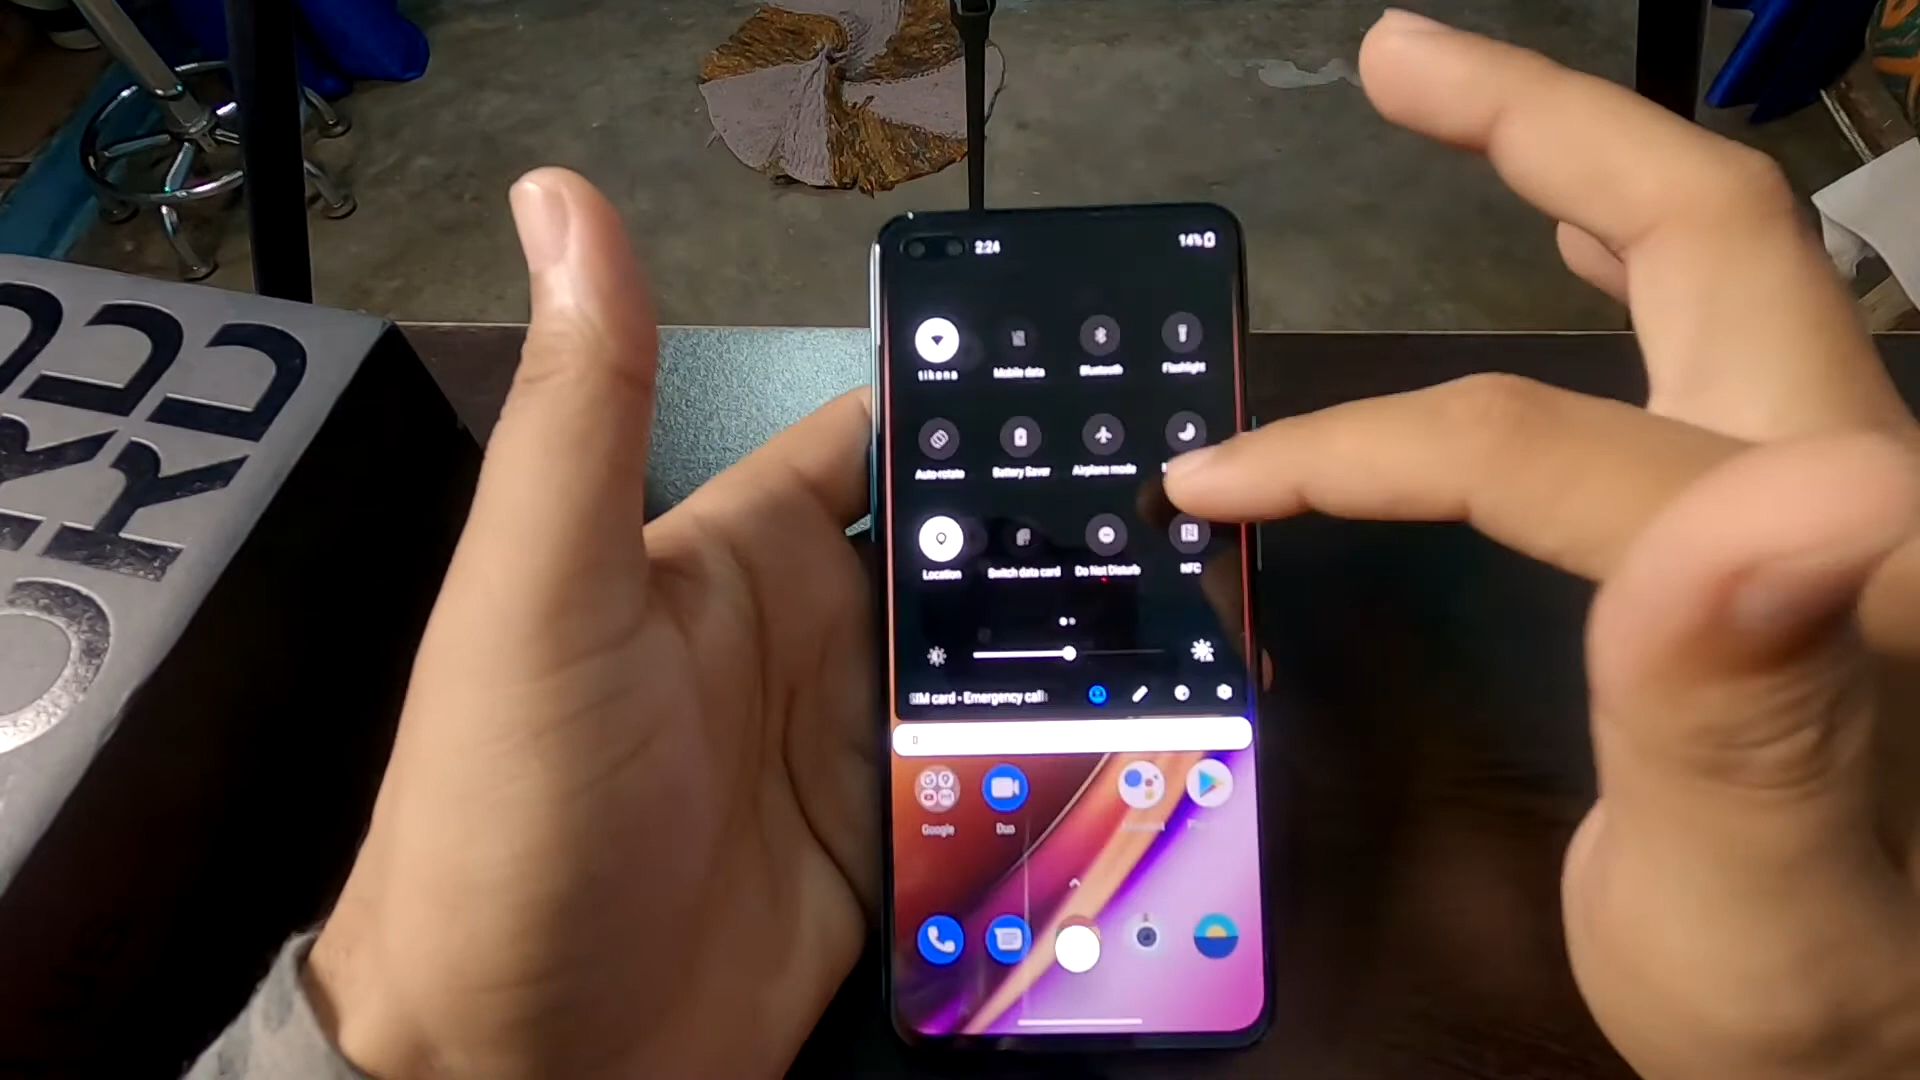 2:24 14%
tikona Mobile data Bluetooth Flashlight
Auto-rotate Battery Saver Airplane mode
Location Switch data card Do Not Disturb NFC
SIM card - Emergency call
Google Duo